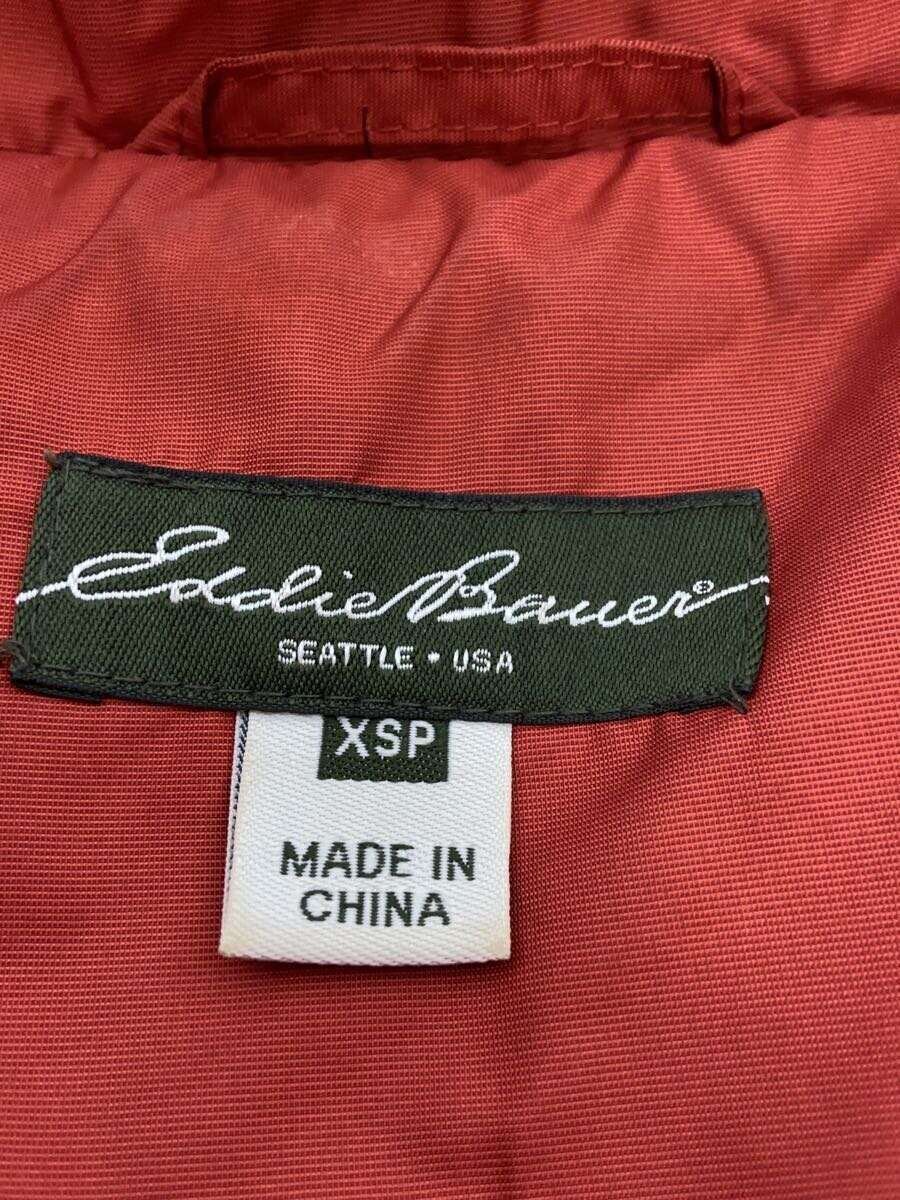 Eddie Bauer®
SEATTLE • USA
XSP
MADE IN
CHINA